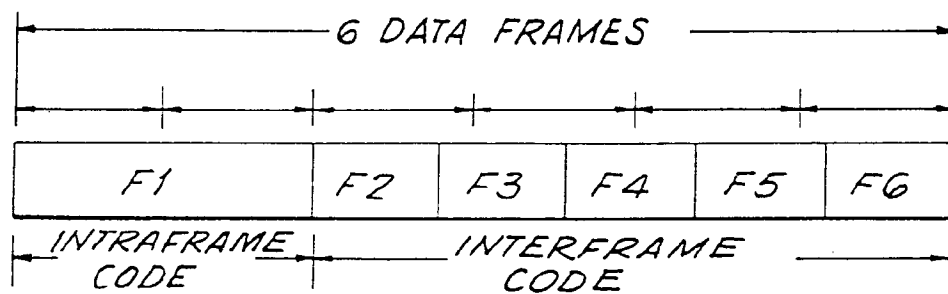 6 DATA FRAMES
F1 F2 F3 F4 F5 F6
INTRAFRAME CODE
INTERFRAME CODE